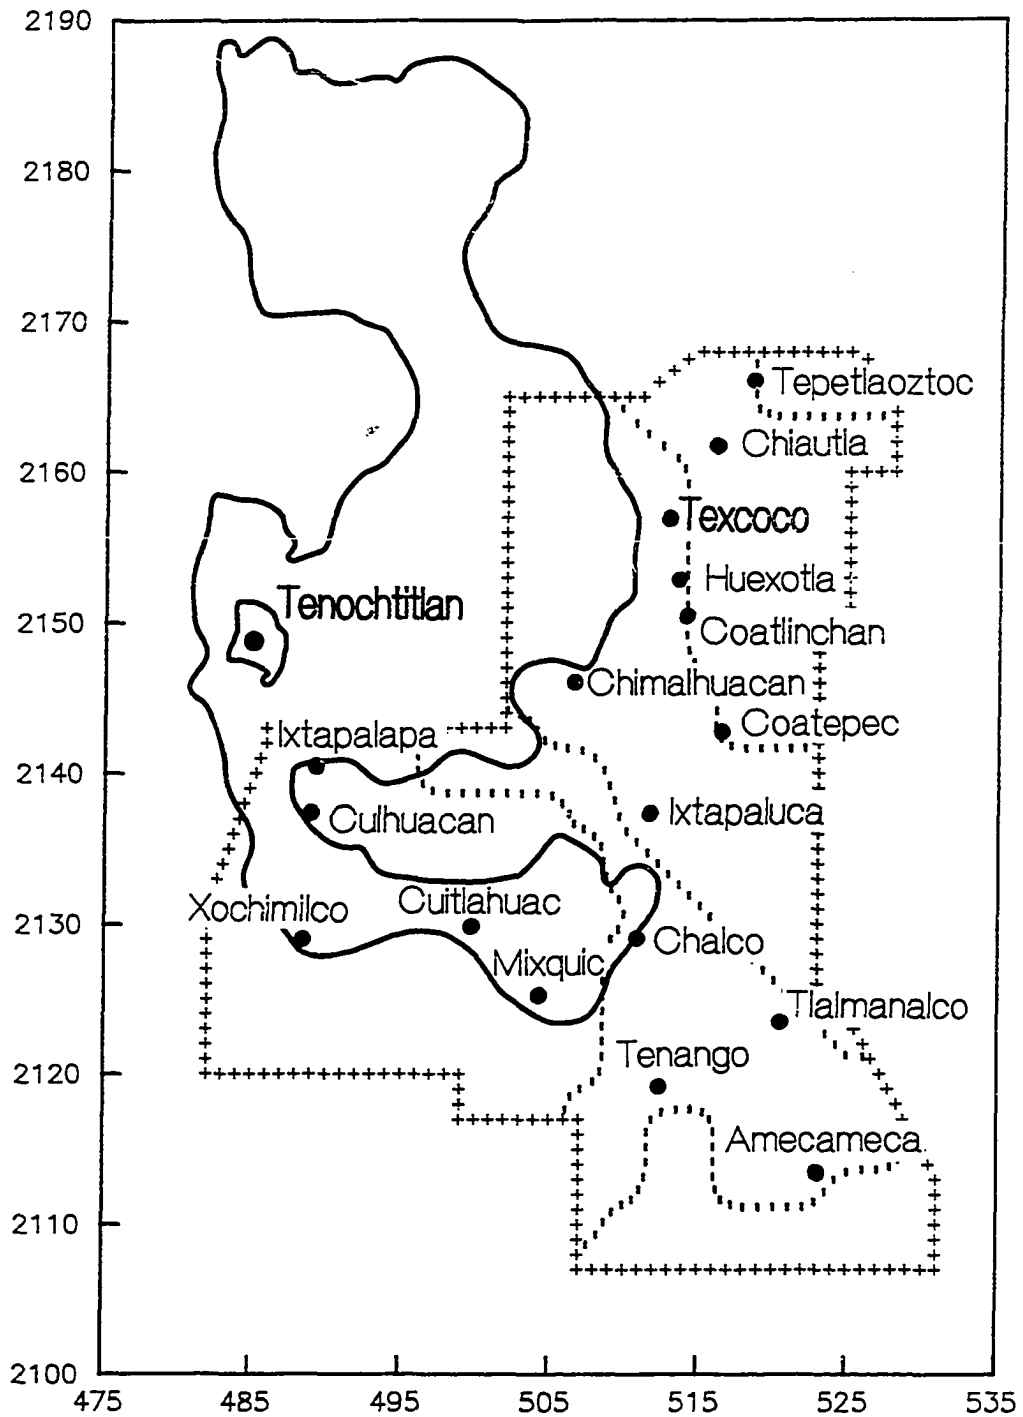 2190
2180
2170
Tepetlaoztoc
Chiautla
2160
Texcoco
Huexotla
Tenochtitlan
2150
Coatlinchan
Chimalhuacan
Coatepec
Ixtapalapa
2140
Ixtapaluca
Culhuacan
Cuitlahuac
Xochimilco
2130
Chalco
Mixquic
Tlalmanalco
Tenango
2120
Amecameca
2110
2100
475 485 495 505 515 525 535